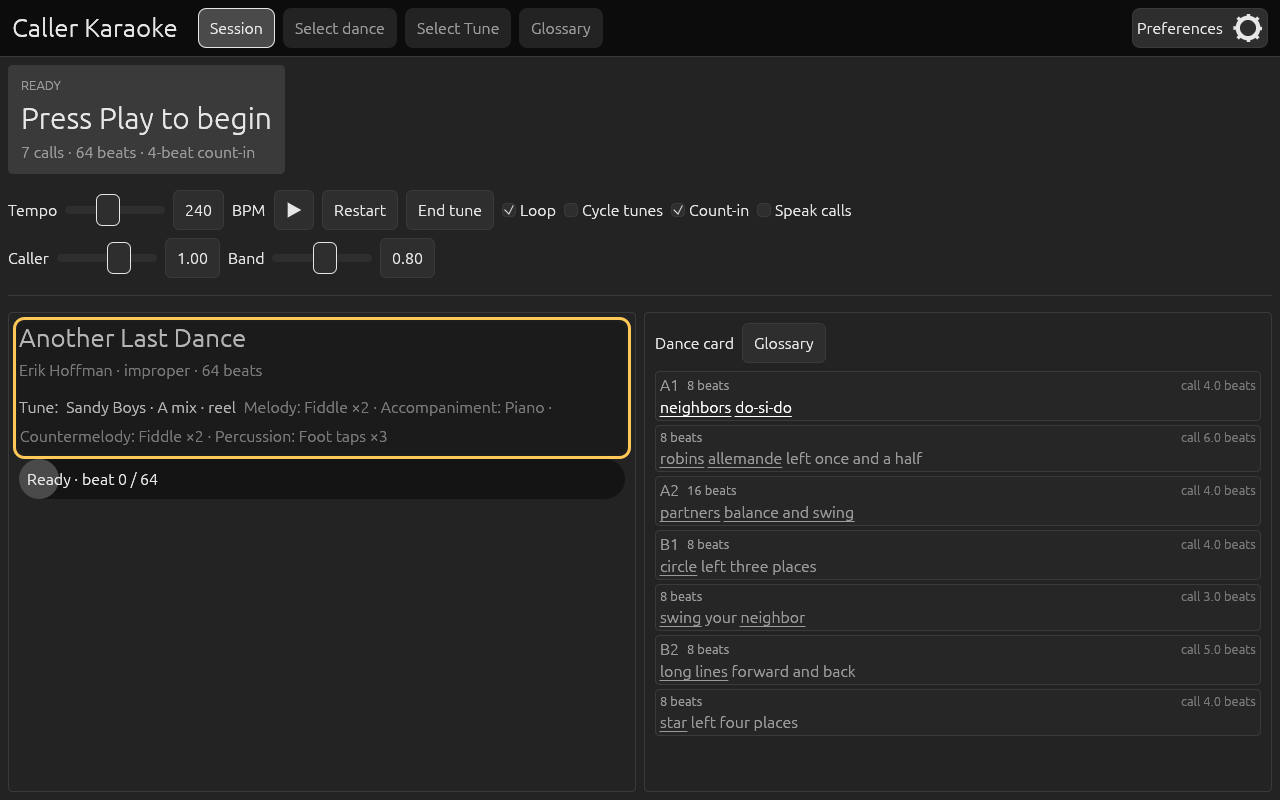 Caller Karaoke Session Select dance Select Tune Glossary Preferences
READY
Press Play to begin
7 calls · 64 beats · 4-beat count-in
Tempo 240 BPM Restart End tune Loop Cycle tunes Count-in Speak calls
Caller 1.00 Band 0.80
Another Last Dance
Erik Hoffman · improper · 64 beats
Tune: Sandy Boys · A mix · reel Melody: Fiddle ×2 · Accompaniment: Piano ·
Countermelody: Fiddle ×2 · Percussion: Foot taps ×3
Ready · beat 0 / 64
Dance card Glossary
A1 8 beats call 4.0 beats
neighbors do-si-do
8 beats call 6.0 beats
robins allemande left once and a half
A2 16 beats call 4.0 beats
partners balance and swing
B1 8 beats call 4.0 beats
circle left three places
8 beats call 3.0 beats
swing your neighbor
B2 8 beats call 5.0 beats
long lines forward and back
8 beats call 4.0 beats
star left four places